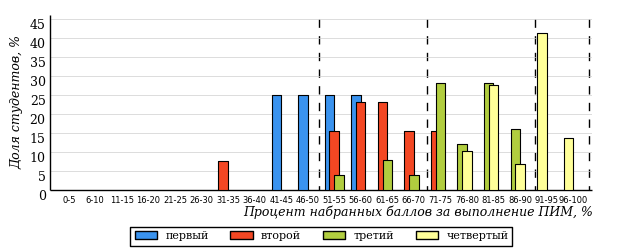 Доля студентов, %
45
40
35
30
25
20
15
10
5
0
0-5 6-10 11-15 16-20 21-25 26-30 31-35 36-40 41-45 46-50 51-55 56-60 61-65 66-70 71-75 76-80 81-85 86-90 91-95 96-100
Процент набранных баллов за выполнение ПИМ, %
первый второй третий четвертый